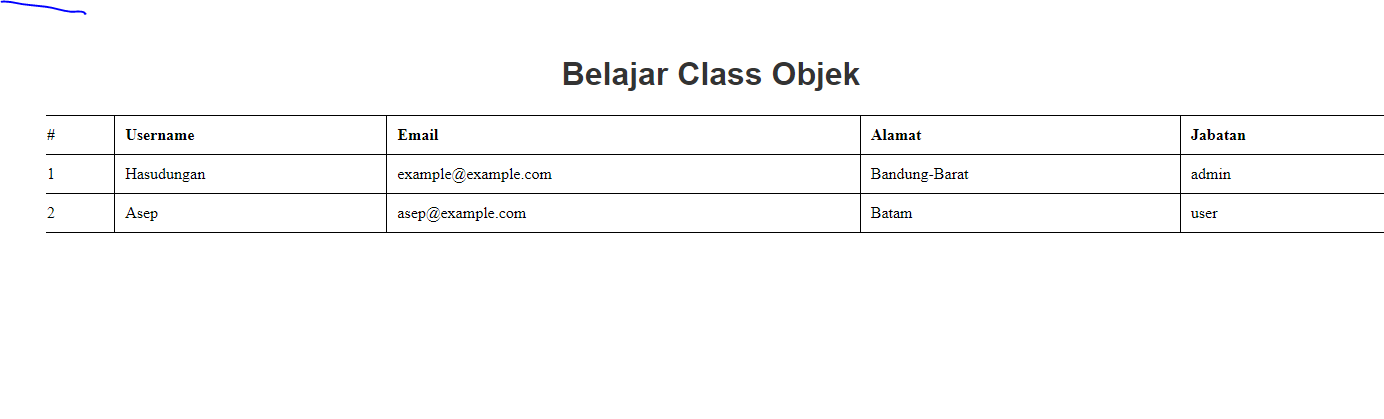 Belajar Class Objek
# Username Email Alamat Jabatan
1 Hasudungan example@example.com Bandung-Barat admin
2 Asep asep@example.com Batam user